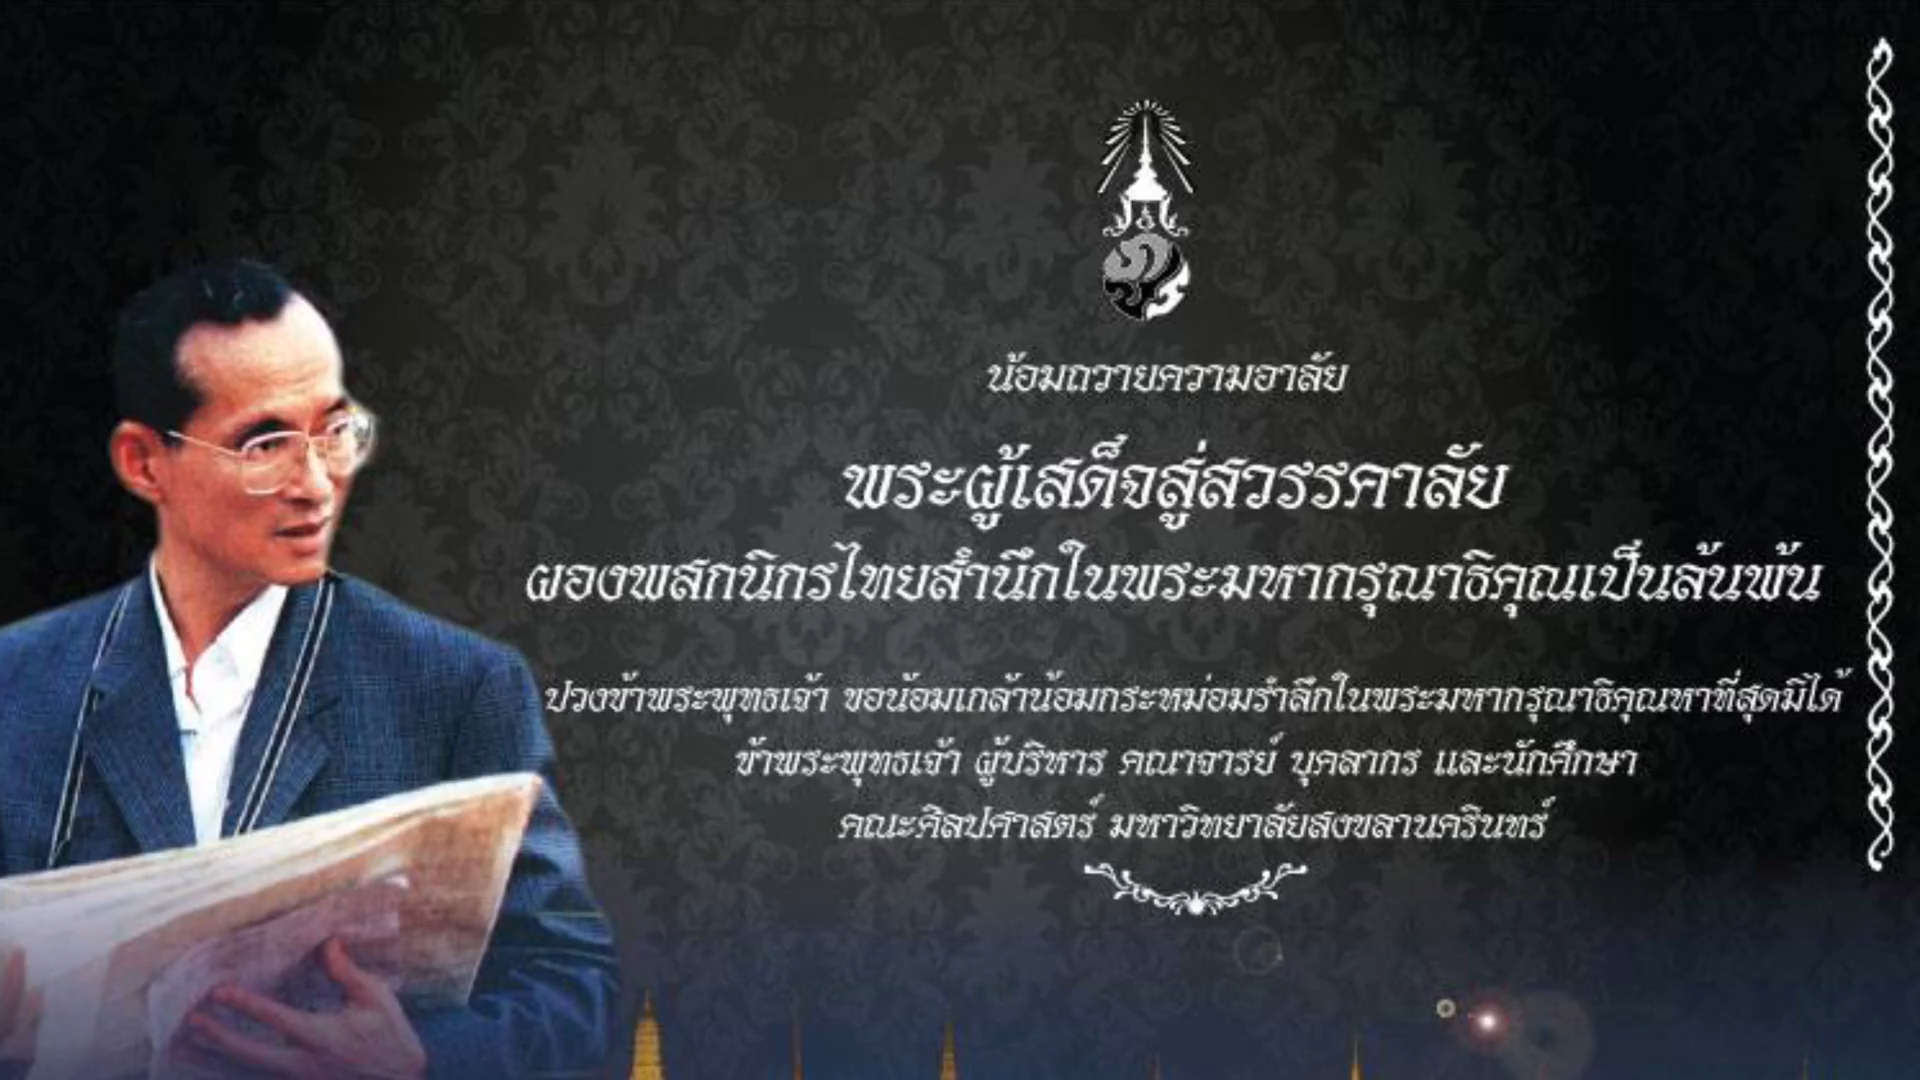 น้อมถวายความอาลัย
พระผู้เสด็จสู่สวรรคาลัย
ผองพสกนิกรไทยสำนึกในพระมหากรุณาธิคุณเป็นล้นพ้น
ปวงข้าพระพุทธเจ้า ขอน้อมเกล้าน้อมกระหม่อมรำลึกในพระมหากรุณาธิคุณหาที่สุดมิได้
ข้าพระพุทธเจ้า ผู้บริหาร คณาจารย์ บุคลากร และนักศึกษา
คณะศิลปศาสตร์ มหาวิทยาลัยสงขลานครินทร์